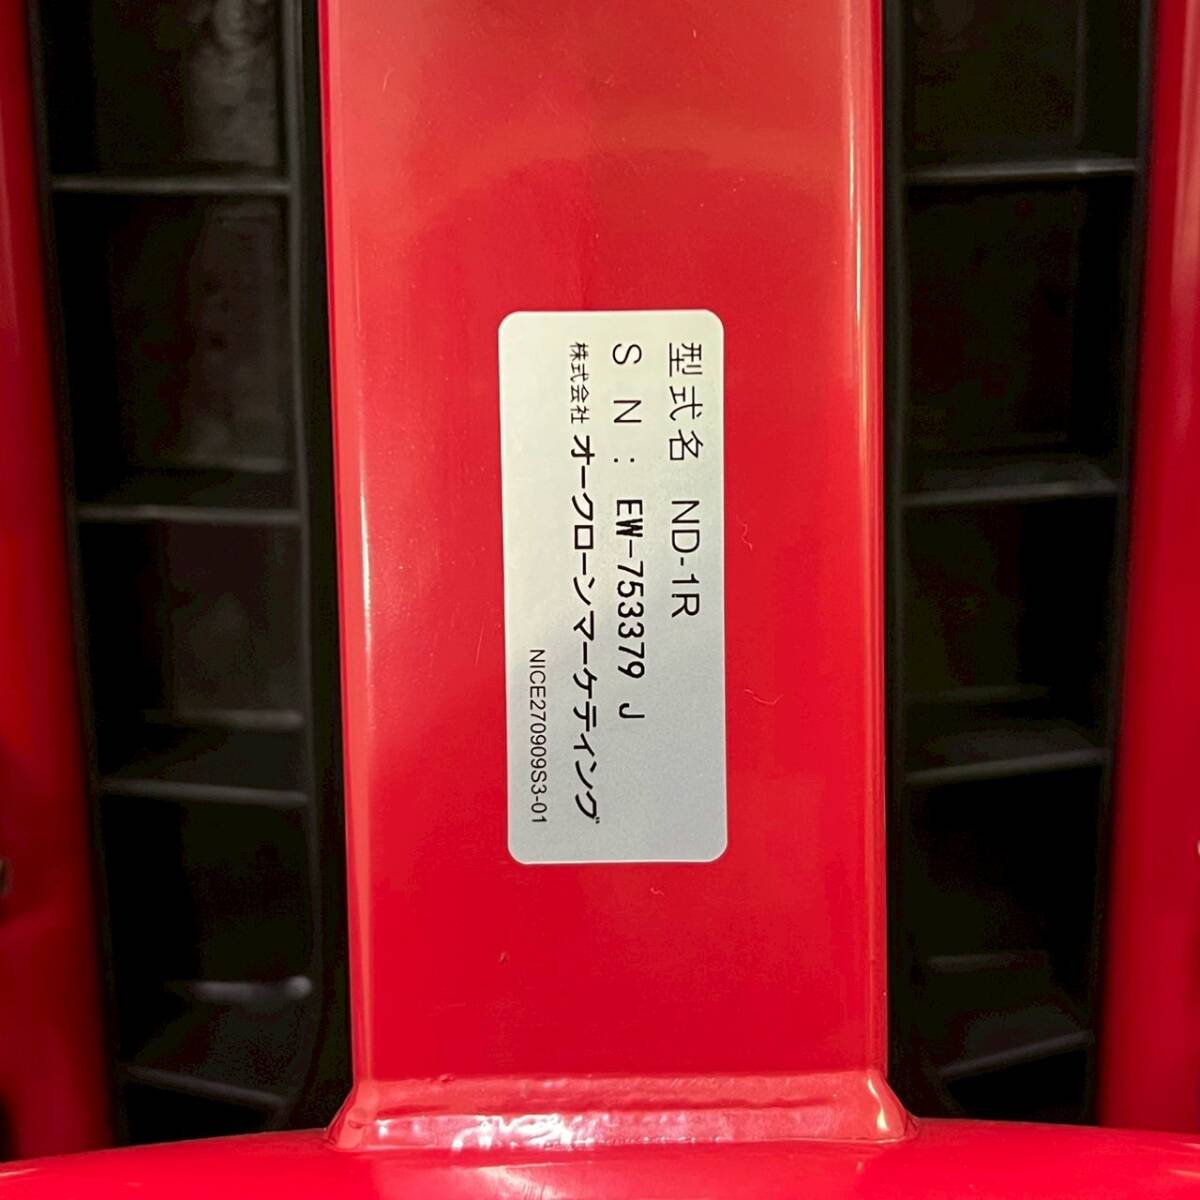 型式名 ND-1R
S N : EW-753379 J
株式会社 オークローンマーケティング
NICE270909S3-01